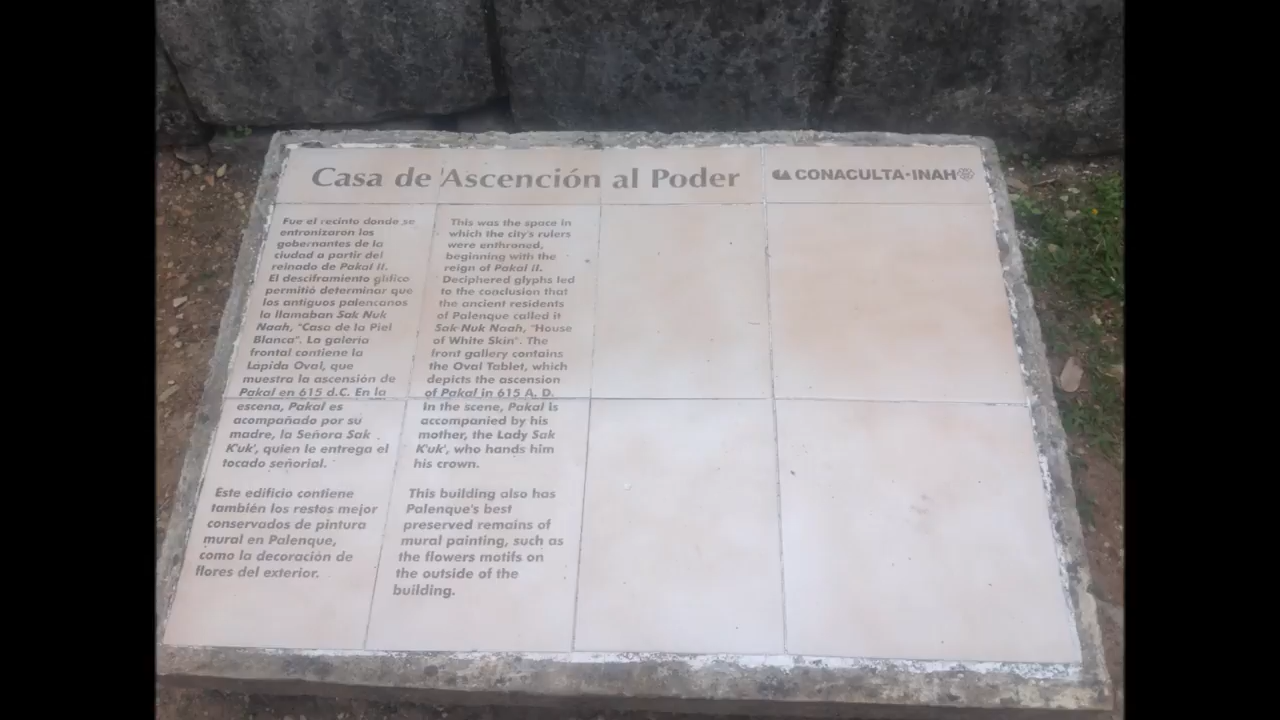 Casa de Ascención al Poder
CONACULTA·INAH
Fue el recinto donde se
entronizaron los
gobernantes de la
ciudad a partir del
reinado de Pakal II.
El desciframiento glífico
permitió determinar que
los antiguos palencanos
la llamaban Sak Nuk
Naah, "Casa de la Piel
Blanca". La galería
frontal contiene la
Lápida Oval, que
muestra la ascensión de
Pakal en 615 d.C. En la
escena, Pakal es
acompañado por su
madre, la Señora Sak
K'uk', quien le entrega el
tocado señorial.
Este edificio contiene
también los restos mejor
conservados de pintura
mural en Palenque,
como la decoración de
flores del exterior.
This was the space in
which the city's rulers
were enthroned,
beginning with the
reign of Pakal II.
Deciphered glyphs led
to the conclusion that
the ancient residents
of Palenque called it
Sak Nuk Naah, "House
of White Skin". The
front gallery contains
the Oval Tablet, which
depicts the ascension
of Pakal in 615 A. D.
In the scene, Pakal is
accompanied by his
mother, the Lady Sak
K'uk', who hands him
his crown.
This building also has
Palenque's best
preserved remains of
mural painting, such as
the flowers motifs on
the outside of the
building.